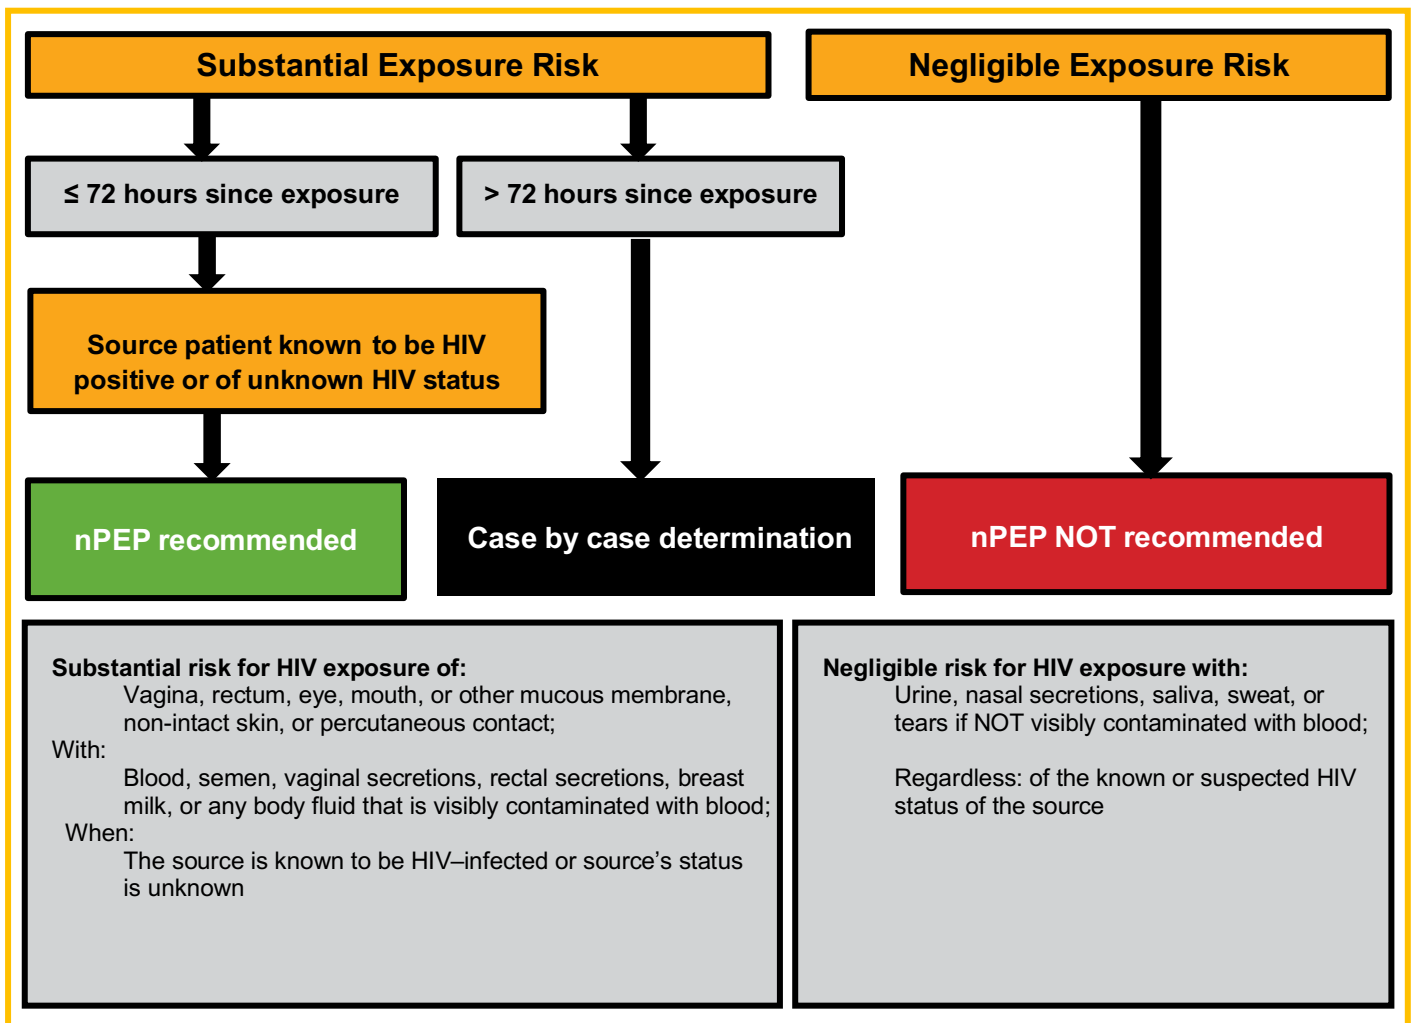 Substantial Exposure Risk
Negligible Exposure Risk
≤ 72 hours since exposure
> 72 hours since exposure
Source patient known to be HIV
positive or of unknown HIV status
nPEP recommended
Case by case determination
nPEP NOT recommended
Substantial risk for HIV exposure of:
Vagina, rectum, eye, mouth, or other mucous membrane,
non-intact skin, or percutaneous contact;
With:
Blood, semen, vaginal secretions, rectal secretions, breast
milk, or any body fluid that is visibly contaminated with blood;
When:
The source is known to be HIV–infected or source’s status
is unknown
Negligible risk for HIV exposure with:
Urine, nasal secretions, saliva, sweat, or
tears if NOT visibly contaminated with blood;
Regardless: of the known or suspected HIV
status of the source